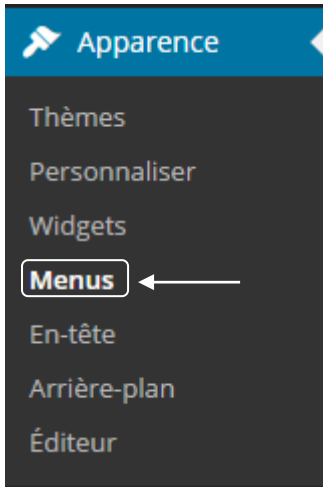 Apparence
Thèmes
Personnaliser
Widgets
Menus
En-tête
Arrière-plan
Éditeur